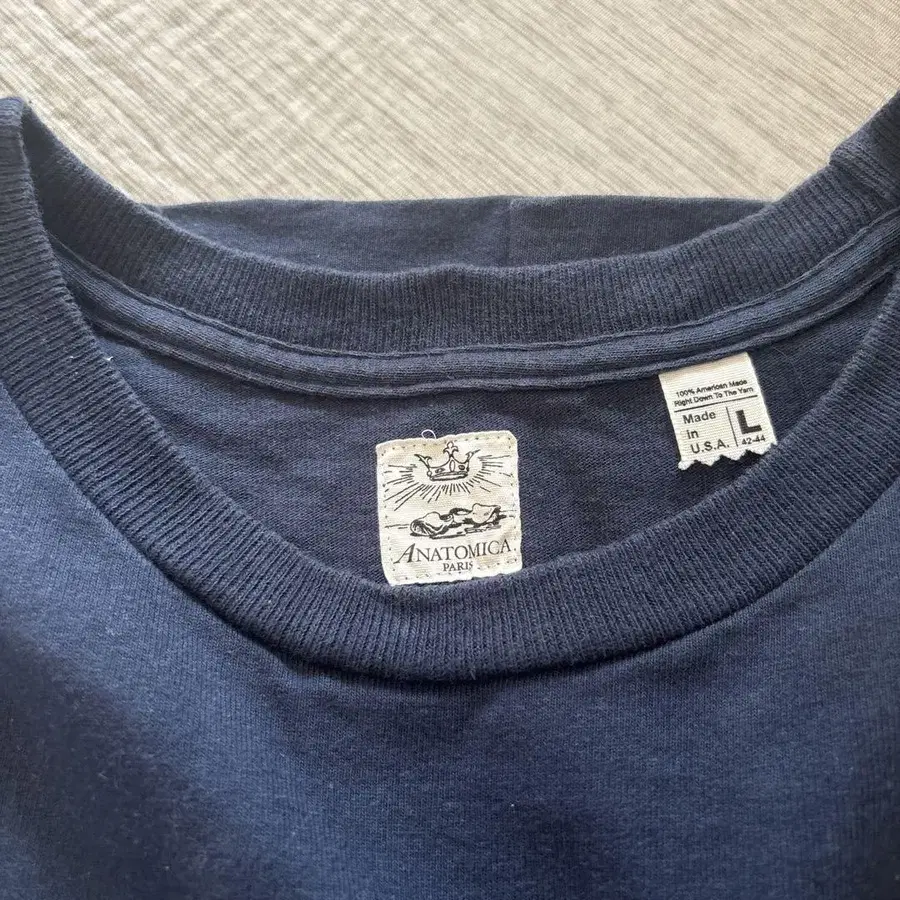 ANATOMICA
PARIS
100% American Made
Right Down To The Yarn
Made
in
U.S.A.
L
42-44